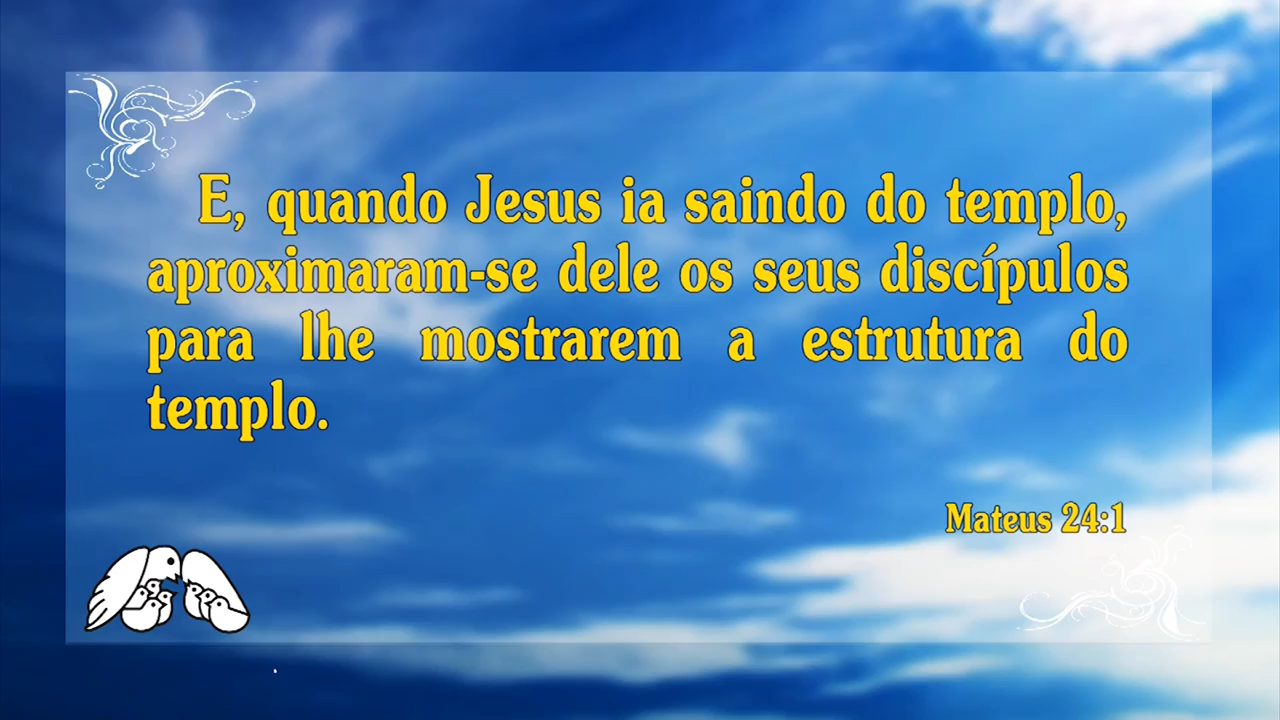 E, quando Jesus ia saindo do templo,
aproximaram-se dele os seus discípulos
para lhe mostrarem a estrutura do
templo.
Mateus 24:1